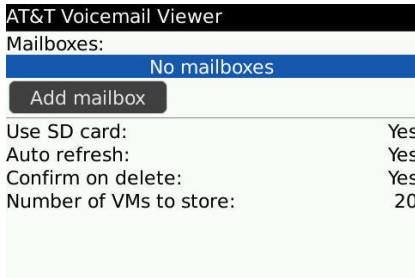 AT&T Voicemail Viewer
Mailboxes:
No mailboxes
Add mailbox
Use SD card: Yes
Auto refresh: Yes
Confirm on delete: Yes
Number of VMs to store: 20